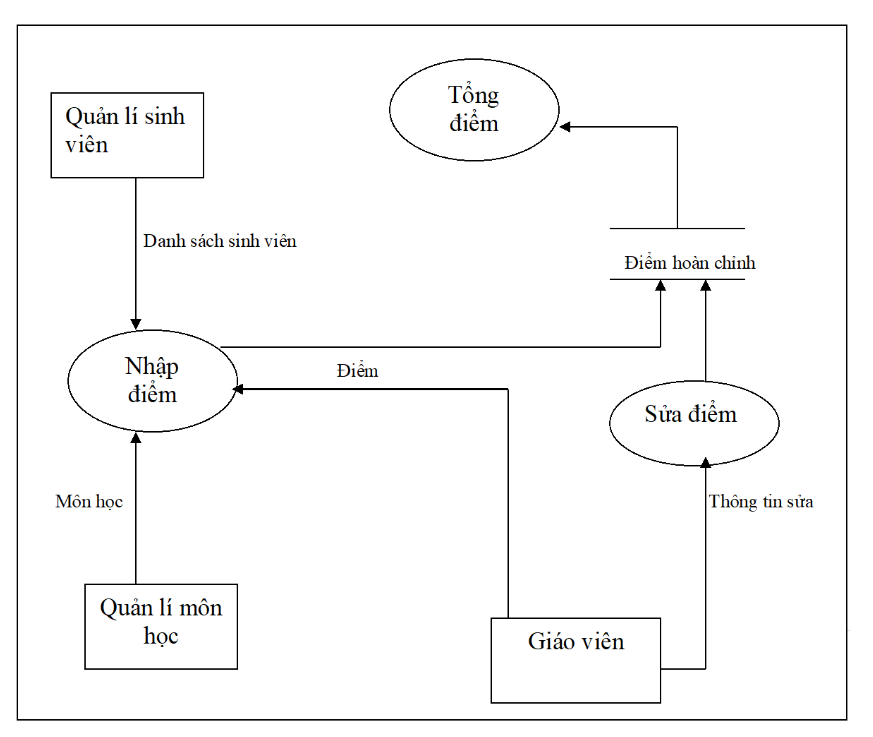 Quản lí sinh
viên
Tổng
điểm
Danh sách sinh viên
Điểm hoàn chinh
Nhập
điểm
Điểm
Sửa điểm
Môn học
Thông tin sửa
Quản lí môn
học
Giáo viên